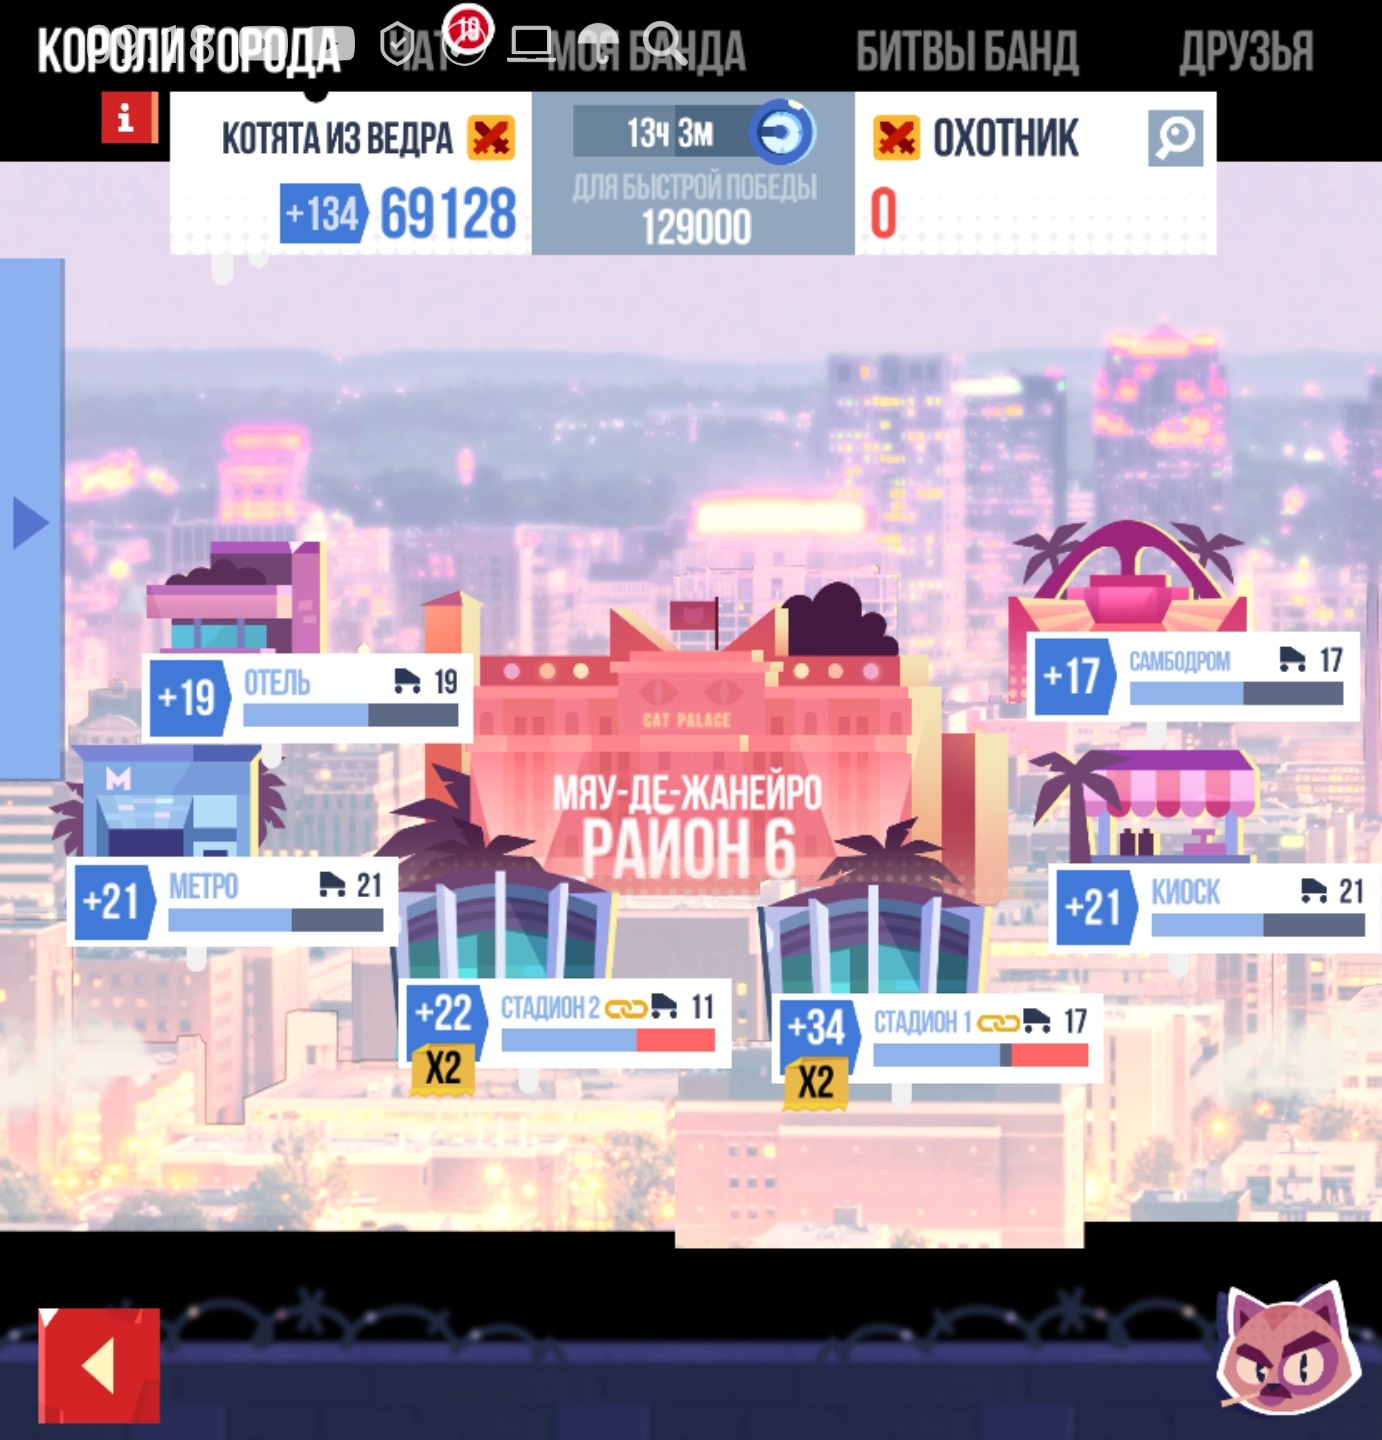 КОРОЛИ ГОРОДА
ЧАТ
МОЯ БАНДА
БИТВЫ БАНД
ДРУЗЬЯ
i
КОТЯТА ИЗ ВЕДРА
13Ч 3М
ОХОТНИК
ДЛЯ БЫСТРОЙ ПОБЕДЫ
+134 69128
129000
0
+19 ОТЕЛЬ 19
+17 САМБОДРОМ 17
CAT PALACE
МЯУ-ДЕ-ЖАНЕЙРО
РАЙОН 6
M
+21 МЕТРО 21
+21 КИОСК 21
+22 СТАДИОН 2 11
X2
+34 СТАДИОН 1 17
X2